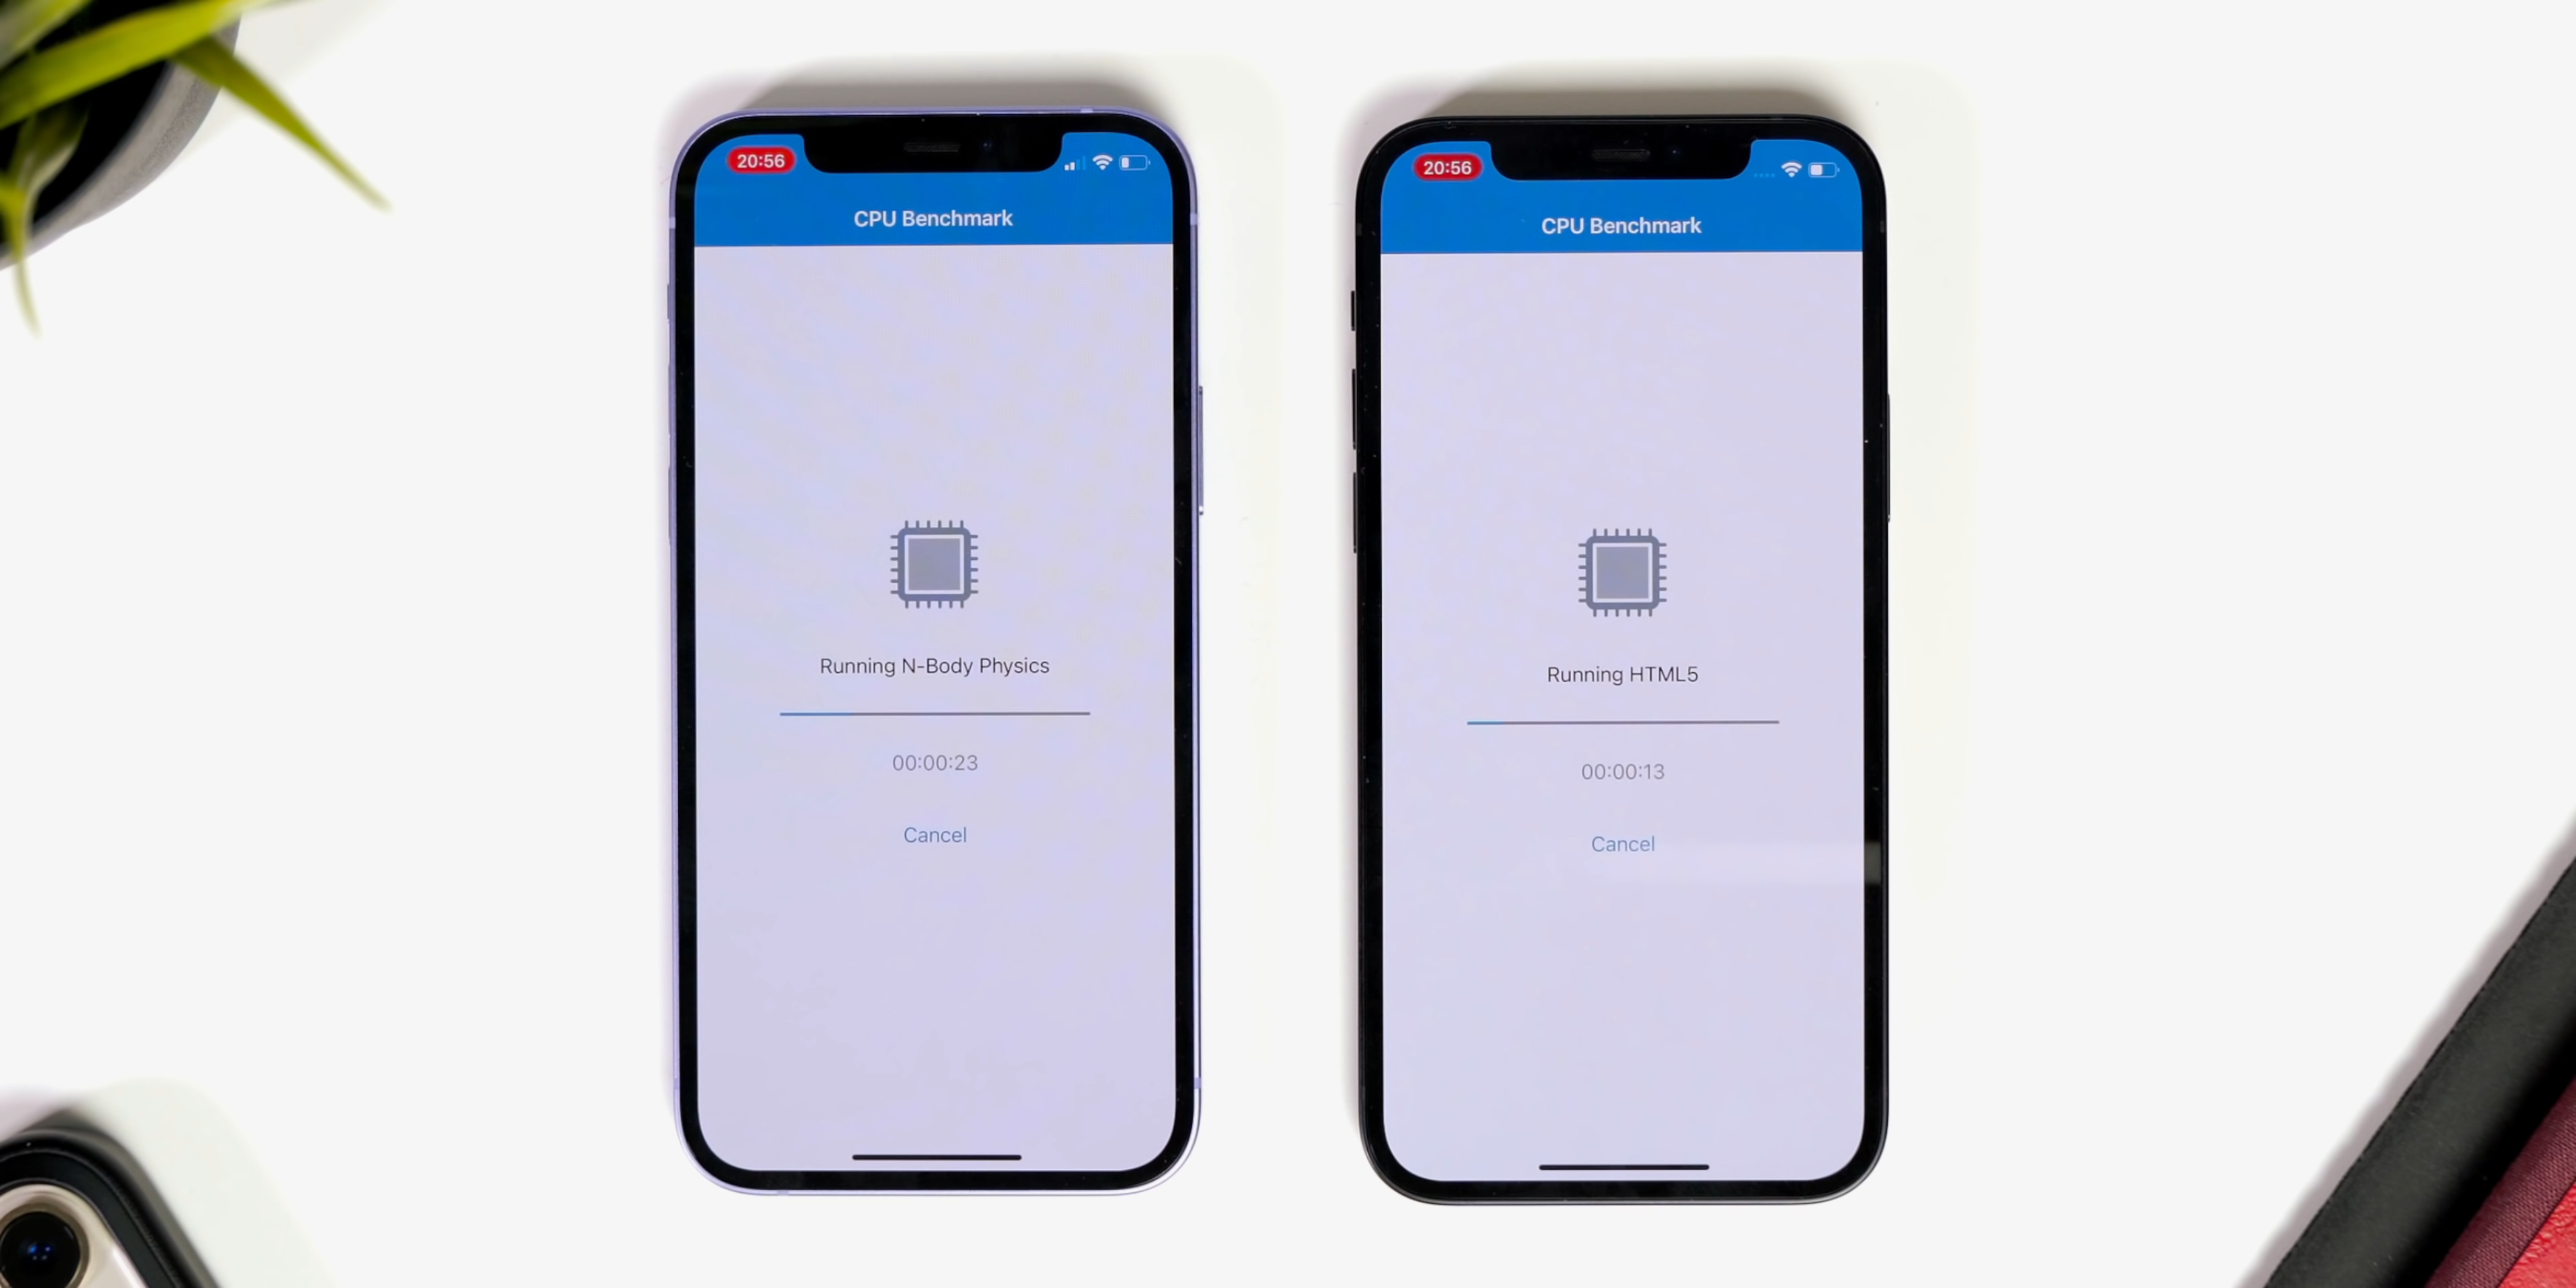 20:56
CPU Benchmark
Running N-Body Physics
00:00:23
Cancel
20:56
CPU Benchmark
Running HTML5
00:00:13
Cancel